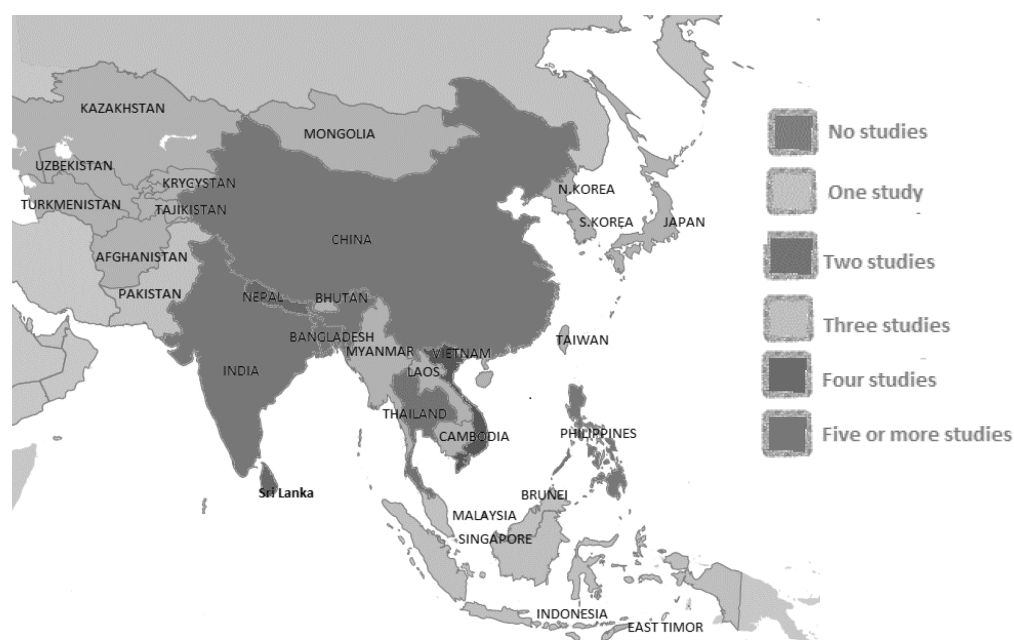 KAZAKHSTAN
MONGOLIA
UZBEKISTAN
KRYGYSTAN
TURKMENISTAN
TAJIKISTAN
N.KOREA
S.KOREA
JAPAN
CHINA
AFGHANISTAN
PAKISTAN
NEPAL
BHUTAN
BANGLADESH
MYANMAR
VIETNAM
TAIWAN
INDIA
LAOS
THAILAND
CAMBODIA
PHILIPPINES
Sri Lanka
BRUNEI
MALAYSIA
SINGAPORE
INDONESIA
EAST TIMOR
No studies
One study
Two studies
Three studies
Four studies
Five or more studies